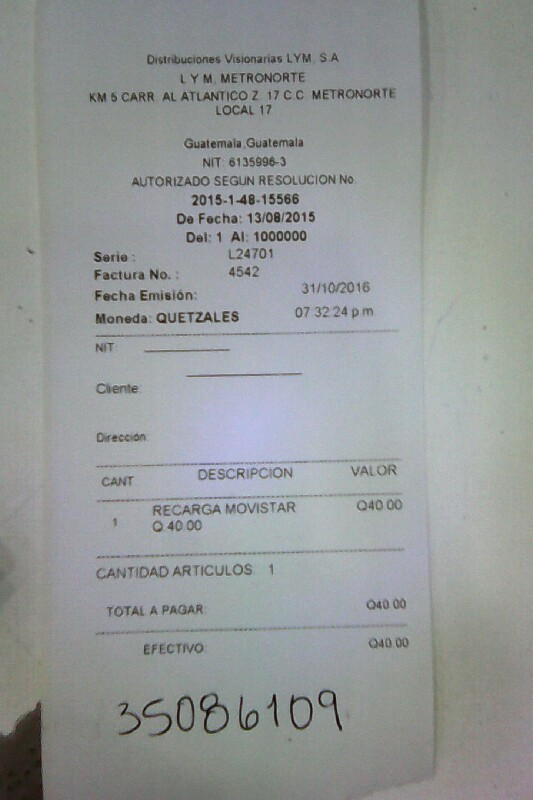 Distribuciones Visionarias LYM, S.A
L Y M, METRONORTE
KM 5 CARR. AL ATLANTICO Z. 17 C.C. METRONORTE
LOCAL 17
Guatemala,Guatemala
NIT: 6135996-3
AUTORIZADO SEGUN RESOLUCION No.
2015-1-48-15566
De Fecha: 13/08/2015
Del: 1 Al: 1000000
Serie : L24701
Factura No. : 4542
Fecha Emisión: 31/10/2016
Moneda: QUETZALES 07:32:24 p.m.
NIT:
Cliente:
Dirección:
CANT. DESCRIPCION VALOR
1 RECARGA MOVISTAR Q40.00
Q.40.00
CANTIDAD ARTICULOS: 1
TOTAL A PAGAR: Q40.00
EFECTIVO: Q40.00
35086109